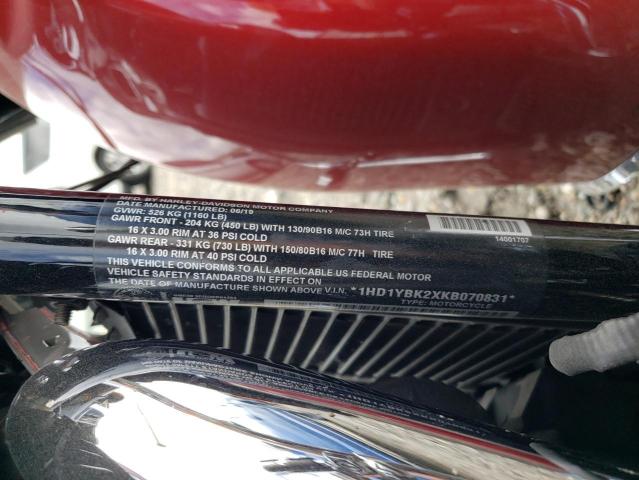 MFG. BY HARLEY-DAVIDSON MOTOR COMPANY
DATE MANUFACTURED: 06/19
GVWR: 526 KG (1160 LB)
GAWR FRONT - 204 KG (450 LB) WITH 130/90B16 M/C 73H TIRE
16 X 3.00 RIM AT 36 PSI COLD
GAWR REAR - 331 KG (730 LB) WITH 150/80B16 M/C 77H TIRE
16 X 3.00 RIM AT 40 PSI COLD
THIS VEHICLE CONFORMS TO ALL APPLICABLE US FEDERAL MOTOR
VEHICLE SAFETY STANDARDS IN EFFECT ON
THE DATE OF MANUFACTURE SHOWN ABOVE V.I.N. *1HD1YBK2XKB070831*
TYPE: MOTORCYCLE
14001707